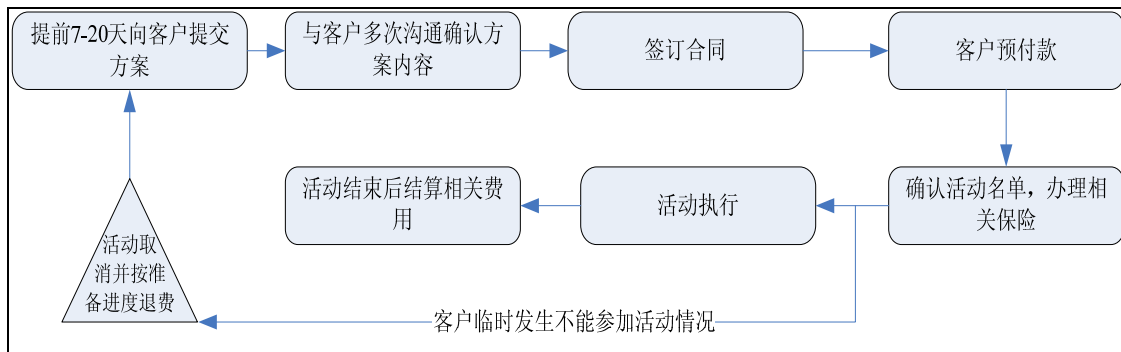 提前7-20天向客户提交
方案
与客户多次沟通确认方
案内容
签订合同
客户预付款
确认活动名单，办理相
关保险
活动执行
活动结束后结算相关费
用
活动取
消并按准
备进度退费
客户临时发生不能参加活动情况